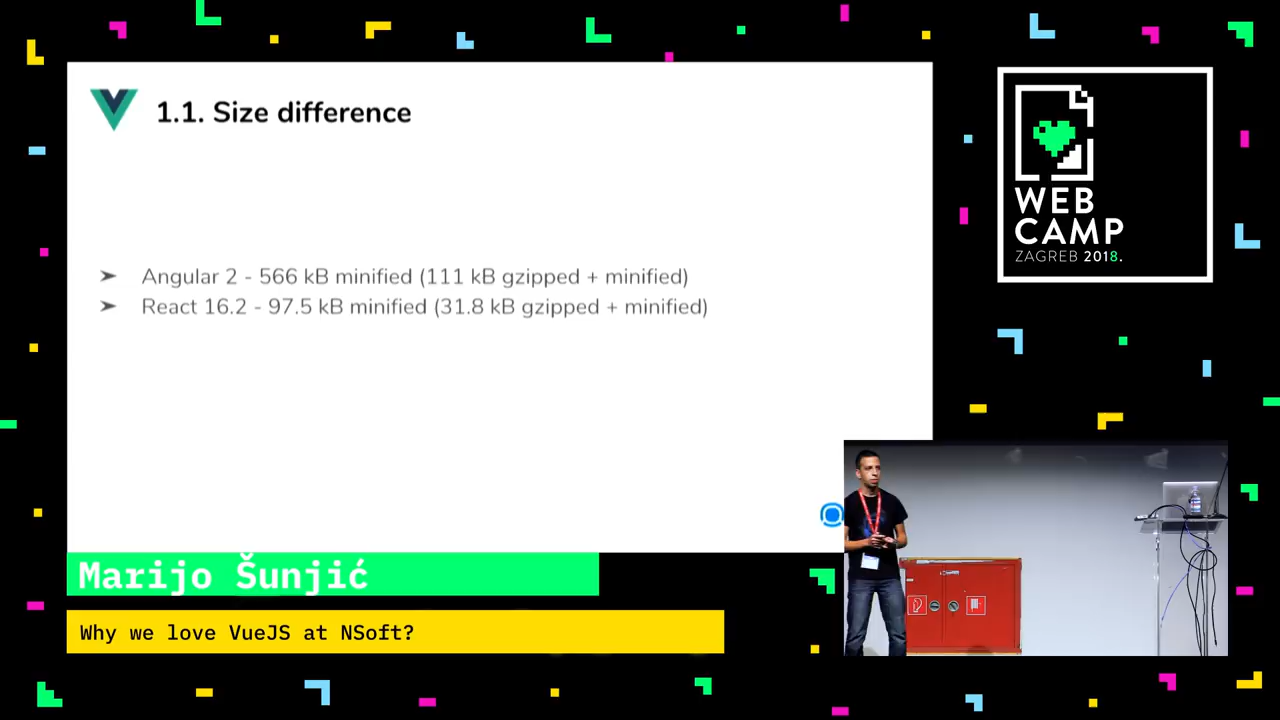 1.1. Size difference
➤ Angular 2 - 566 kB minified (111 kB gzipped + minified)
➤ React 16.2 - 97.5 kB minified (31.8 kB gzipped + minified)
WEB
CAMP
ZAGREB 2018.
Marijo Šunjić
Why we love VueJS at NSoft?